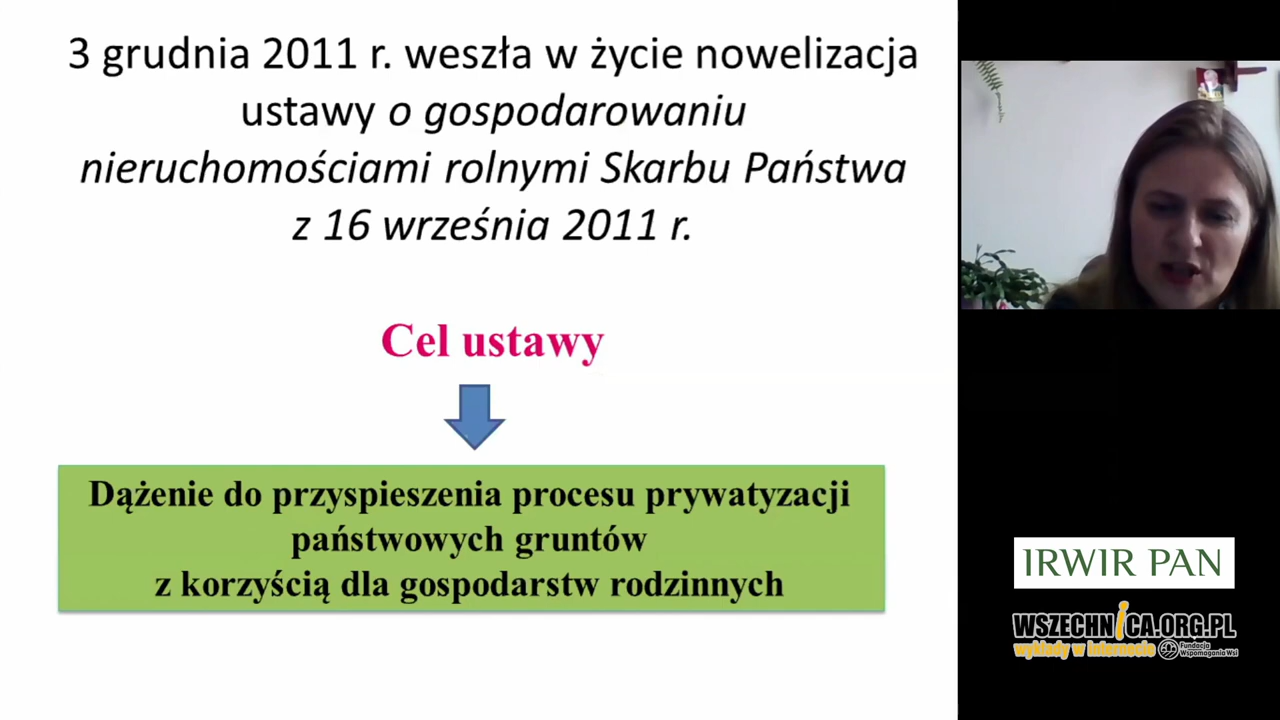 3 grudnia 2011 r. weszła w życie nowelizacja
ustawy o gospodarowaniu
nieruchomościami rolnymi Skarbu Państwa
z 16 września 2011 r.
Cel ustawy
Dążenie do przyspieszenia procesu prywatyzacji
państwowych gruntów
z korzyścią dla gospodarstw rodzinnych
IRWIR PAN
WSZECHNICA.ORG.PL
wykłady w internecie
Fundacja
Wspomagania Wsi